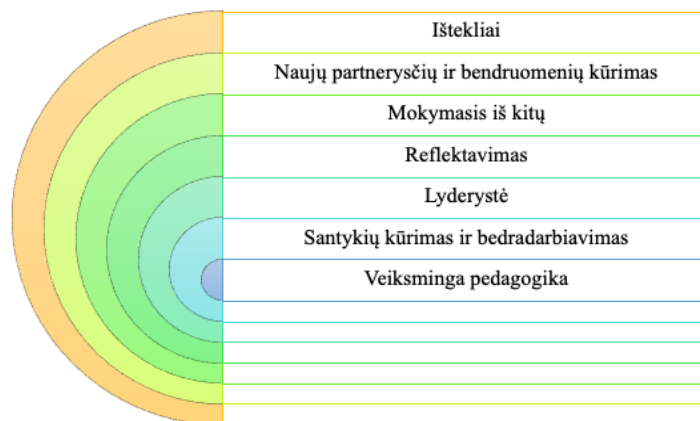 Ištekliai
Naujų partnerysčių ir bendruomenių kūrimas
Mokymasis iš kitų
Reflektavimas
Lyderystė
Santykių kūrimas ir bedradarbiavimas
Veiksminga pedagogika